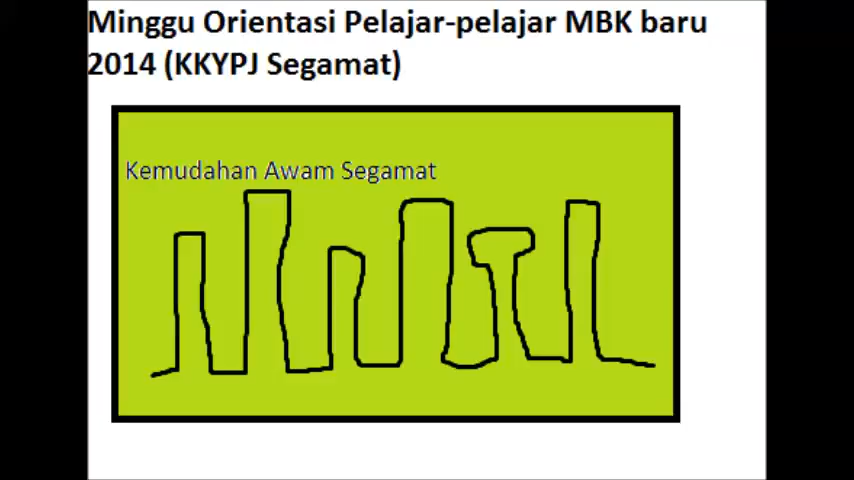 Minggu Orientasi Pelajar-pelajar MBK baru
2014 (KKYPJ Segamat)
Kemudahan Awam Segamat